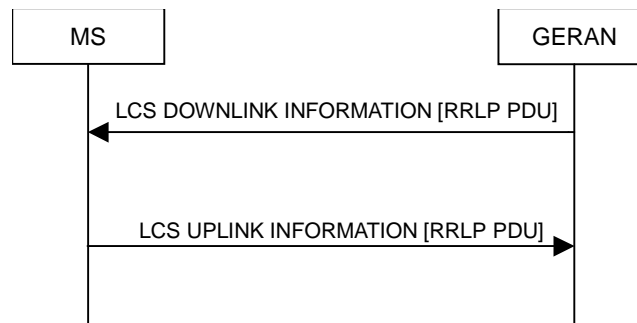 MS
GERAN
LCS DOWNLINK INFORMATION [RRLP PDU]
LCS UPLINK INFORMATION [RRLP PDU]